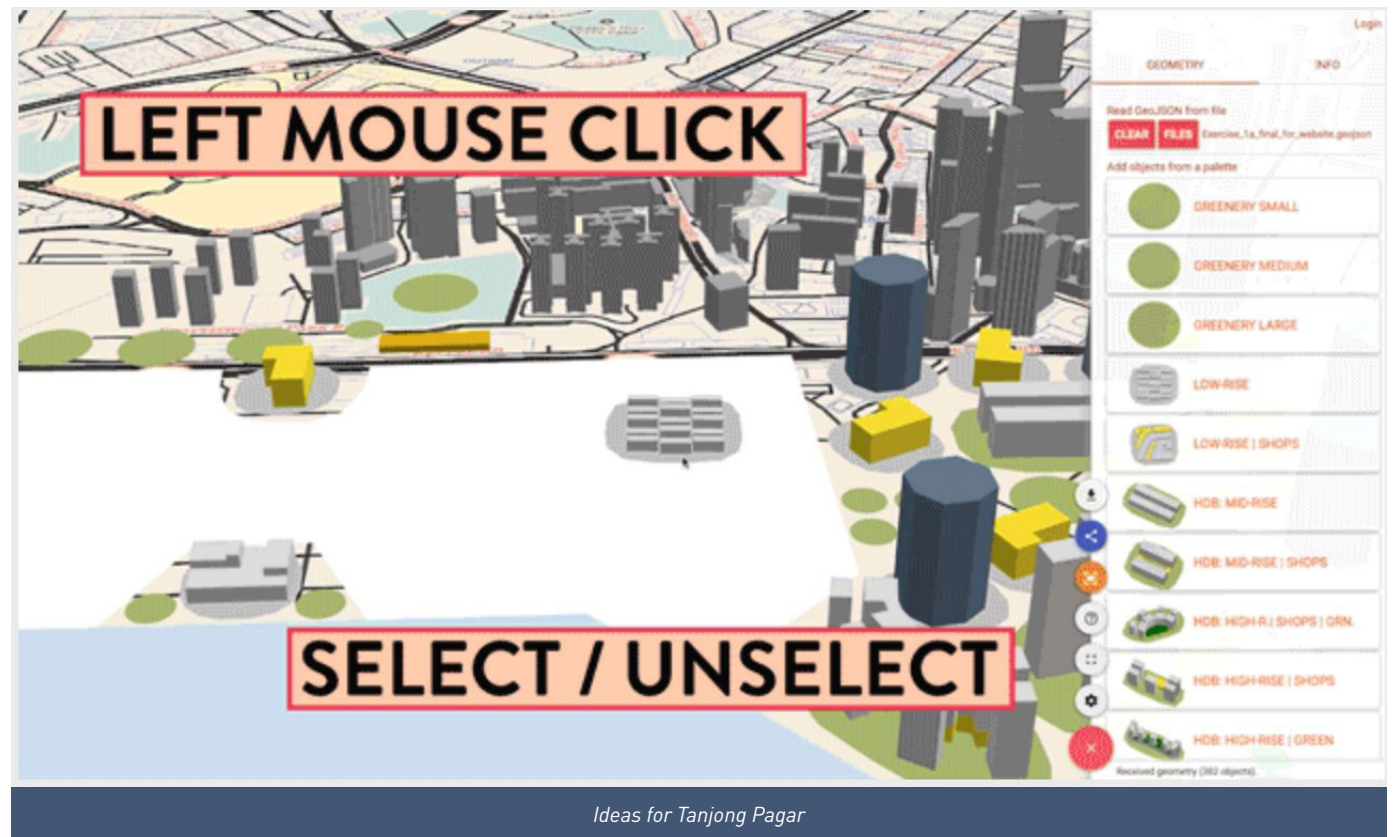 LEFT MOUSE CLICK
SELECT / UNSELECT
Login
GEOMETRY INFO
Read GeoJSON from file
CLEAR FILES Exercise_1a_final_for_website.geojson
Add objects from a palette
GREENERY SMALL
GREENERY MEDIUM
GREENERY LARGE
LOW-RISE
LOW-RISE | SHOPS
HDB: MID-RISE
HDB: MID-RISE | SHOPS
HDB: HIGH-R.| SHOPS | GRN.
HDB: HIGH-RISE | SHOPS
HDB: HIGH-RISE | GREEN
Received geometry (382 objects).
Ideas for Tanjong Pagar